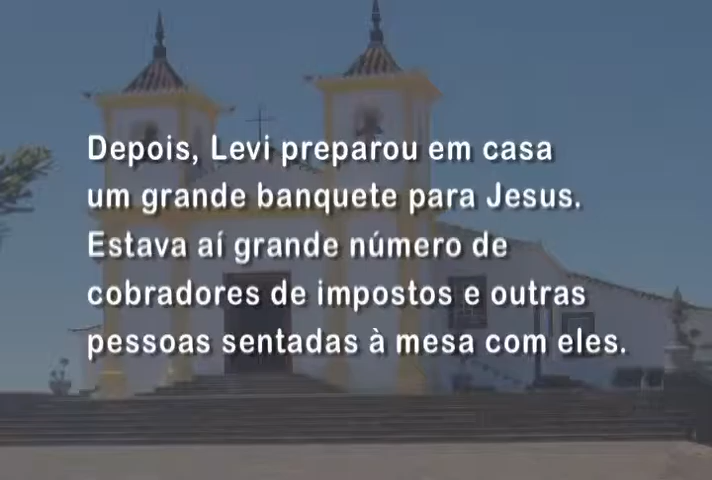 Depois, Levi preparou em casa
um grande banquete para Jesus.
Estava aí grande número de
cobradores de impostos e outras
pessoas sentadas à mesa com eles.